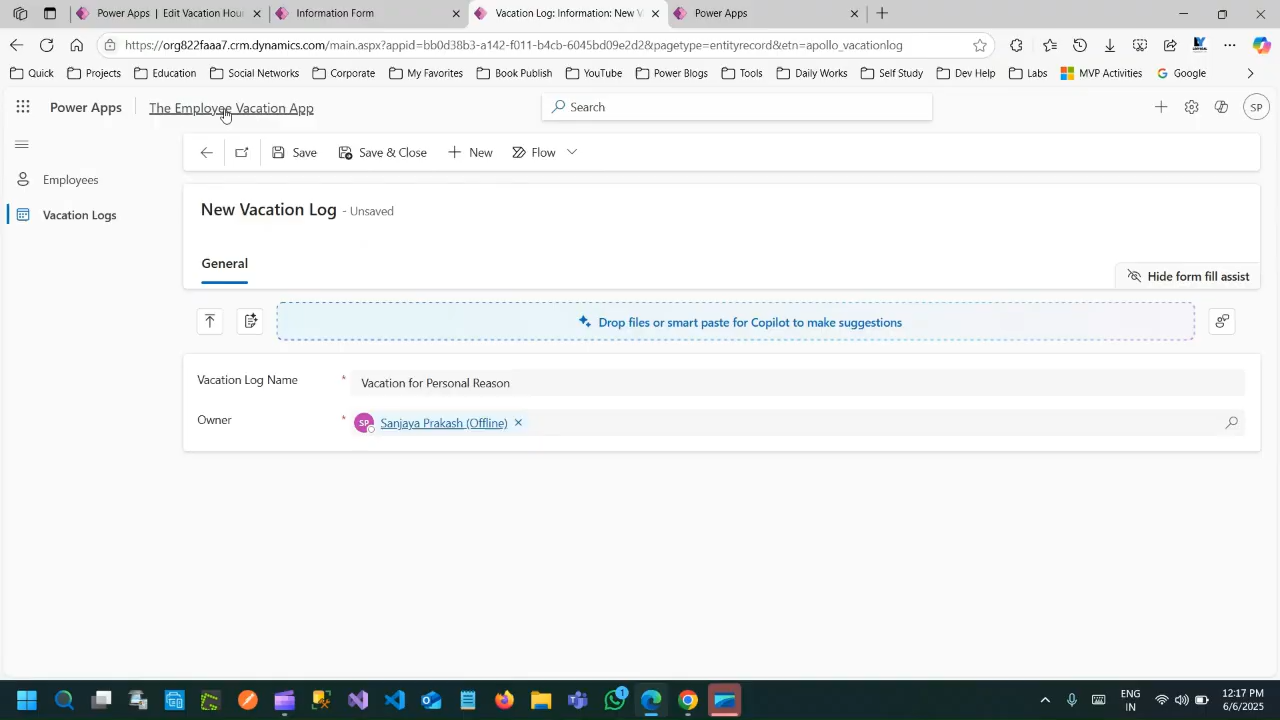 Power Apps | Edit Vacation Hour
Information Form
Vacation Log: Information: New V
Power Apps
https://org822faaa7.crm.dynamics.com/main.aspx?appid=bb0d38b3-a142-f011-b4cb-6045bd09e2d2&pagetype=entityrecord&etn=apollo_vacationlog
Quick
Projects
Education
Social Networks
Corporate
My Favorites
Book Publish
YouTube
Power Blogs
Tools
Daily Works
Self Study
Dev Help
Labs
MVP Activities
Google
Power Apps
The Employee Vacation App
Search
SP
Save
Save & Close
New
Flow
Employees
Vacation Logs
New Vacation Log - Unsaved
General
Hide form fill assist
Drop files or smart paste for Copilot to make suggestions
Vacation Log Name * Vacation for Personal Reason
Owner * SP Sanjaya Prakash (Offline)
1
ENG
IN
12:17 PM
6/6/2025